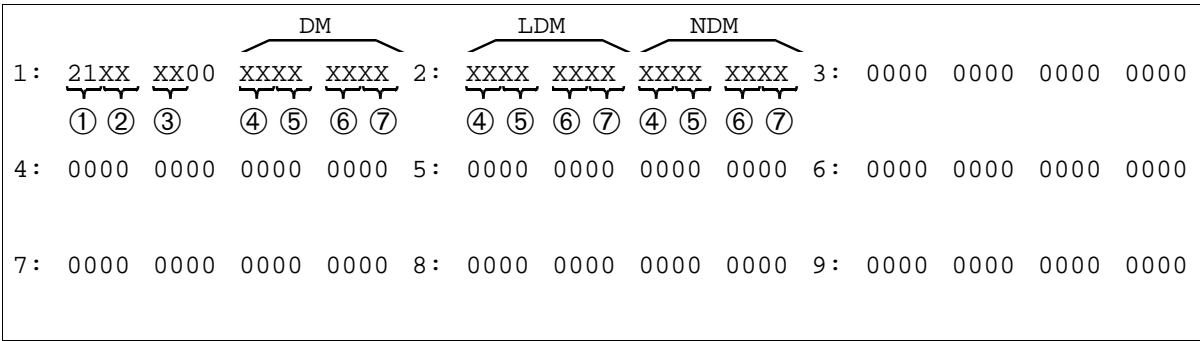 DM LDM NDM
1: 21XX XX00 XXXX XXXX 2: XXXX XXXX XXXX XXXX 3: 0000 0000 0000 0000
① ② ③ ④ ⑤ ⑥ ⑦ ④ ⑤ ⑥ ⑦ ④ ⑤ ⑥ ⑦
4: 0000 0000 0000 0000 5: 0000 0000 0000 0000 6: 0000 0000 0000 0000
7: 0000 0000 0000 0000 8: 0000 0000 0000 0000 9: 0000 0000 0000 0000